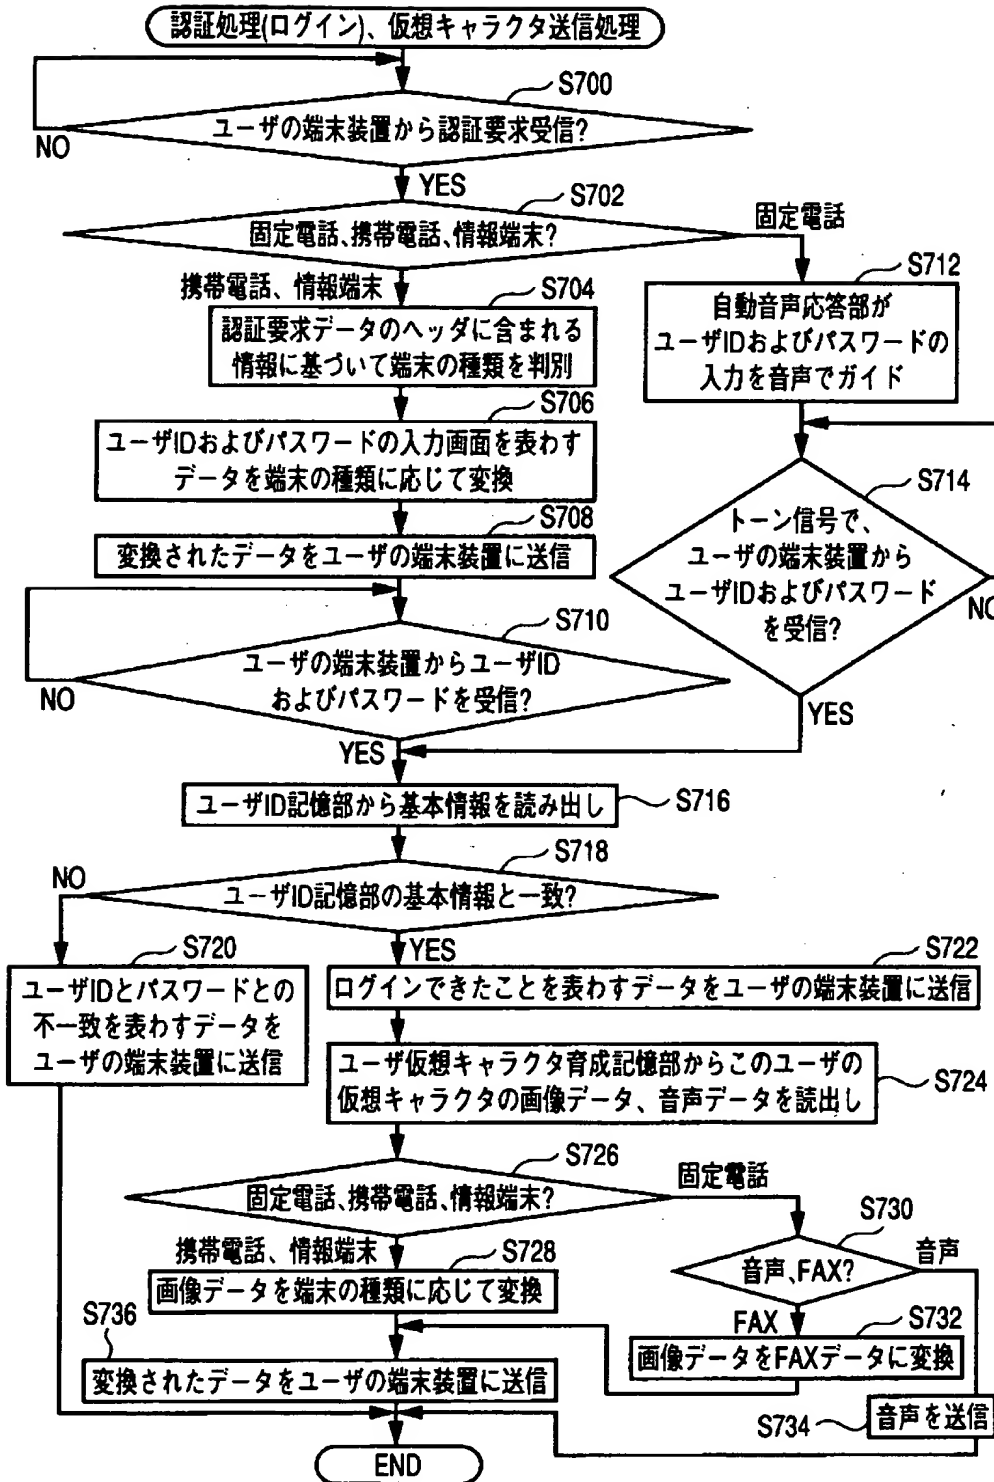 認証処理(ログイン)、仮想キャラクタ送信処理
S700
ユーザの端末装置から認証要求受信?
NO
YES
S702
固定電話、携帯電話、情報端末?
固定電話
携帯電話、情報端末
S704
認証要求データのヘッダに含まれる
情報に基づいて端末の種類を判別
S712
自動音声応答部が
ユーザIDおよびパスワードの
入力を音声でガイド
S706
ユーザIDおよびパスワードの入力画面を表わす
データを端末の種類に応じて変換
S708
変換されたデータをユーザの端末装置に送信
S714
トーン信号で、
ユーザの端末装置から
ユーザIDおよびパスワード
を受信?
NO
YES
S710
ユーザの端末装置からユーザID
およびパスワードを受信?
NO
YES
ユーザID記憶部から基本情報を読み出し
S716
S718
ユーザID記憶部の基本情報と一致?
NO
YES
S720
ユーザIDとパスワードとの
不一致を表わすデータを
ユーザの端末装置に送信
S722
ログインできたことを表わすデータをユーザの端末装置に送信
ユーザ仮想キャラクタ育成記憶部からこのユーザの
仮想キャラクタの画像データ、音声データを読出し
S724
S726
固定電話、携帯電話、情報端末?
固定電話
携帯電話、情報端末
S728
画像データを端末の種類に応じて変換
S730
音声、FAX?
音声
FAX
S732
画像データをFAXデータに変換
S736
変換されたデータをユーザの端末装置に送信
S734
音声を送信
END